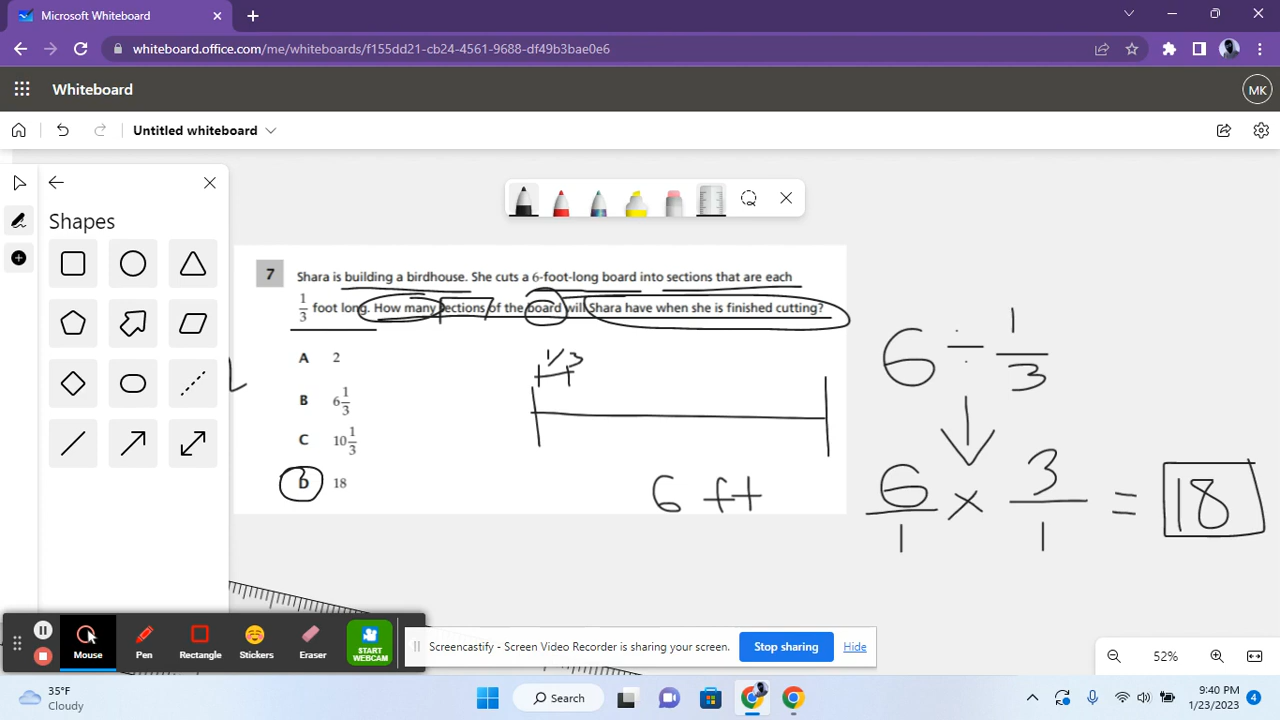 Microsoft Whiteboard
whiteboard.office.com/me/whiteboards/f155dd21-cb24-4561-9688-df49b3bae0e6
Whiteboard
MK
Untitled whiteboard
Shapes
7
Shara is building a birdhouse. She cuts a 6-foot-long board into sections that are each
1/3 foot long. How many sections of the board will Shara have when she is finished cutting?
A 2
B 6 1/3
C 10 1/3
D 18
1/3
6 ft
6 ÷ 1/3
6/1 × 3/1 = 18
Mouse
Pen
Rectangle
Stickers
Eraser
START WEBCAM
Screencastify - Screen Video Recorder is sharing your screen.
Stop sharing
Hide
52%
35°F
Cloudy
Search
9:40 PM
1/23/2023
4